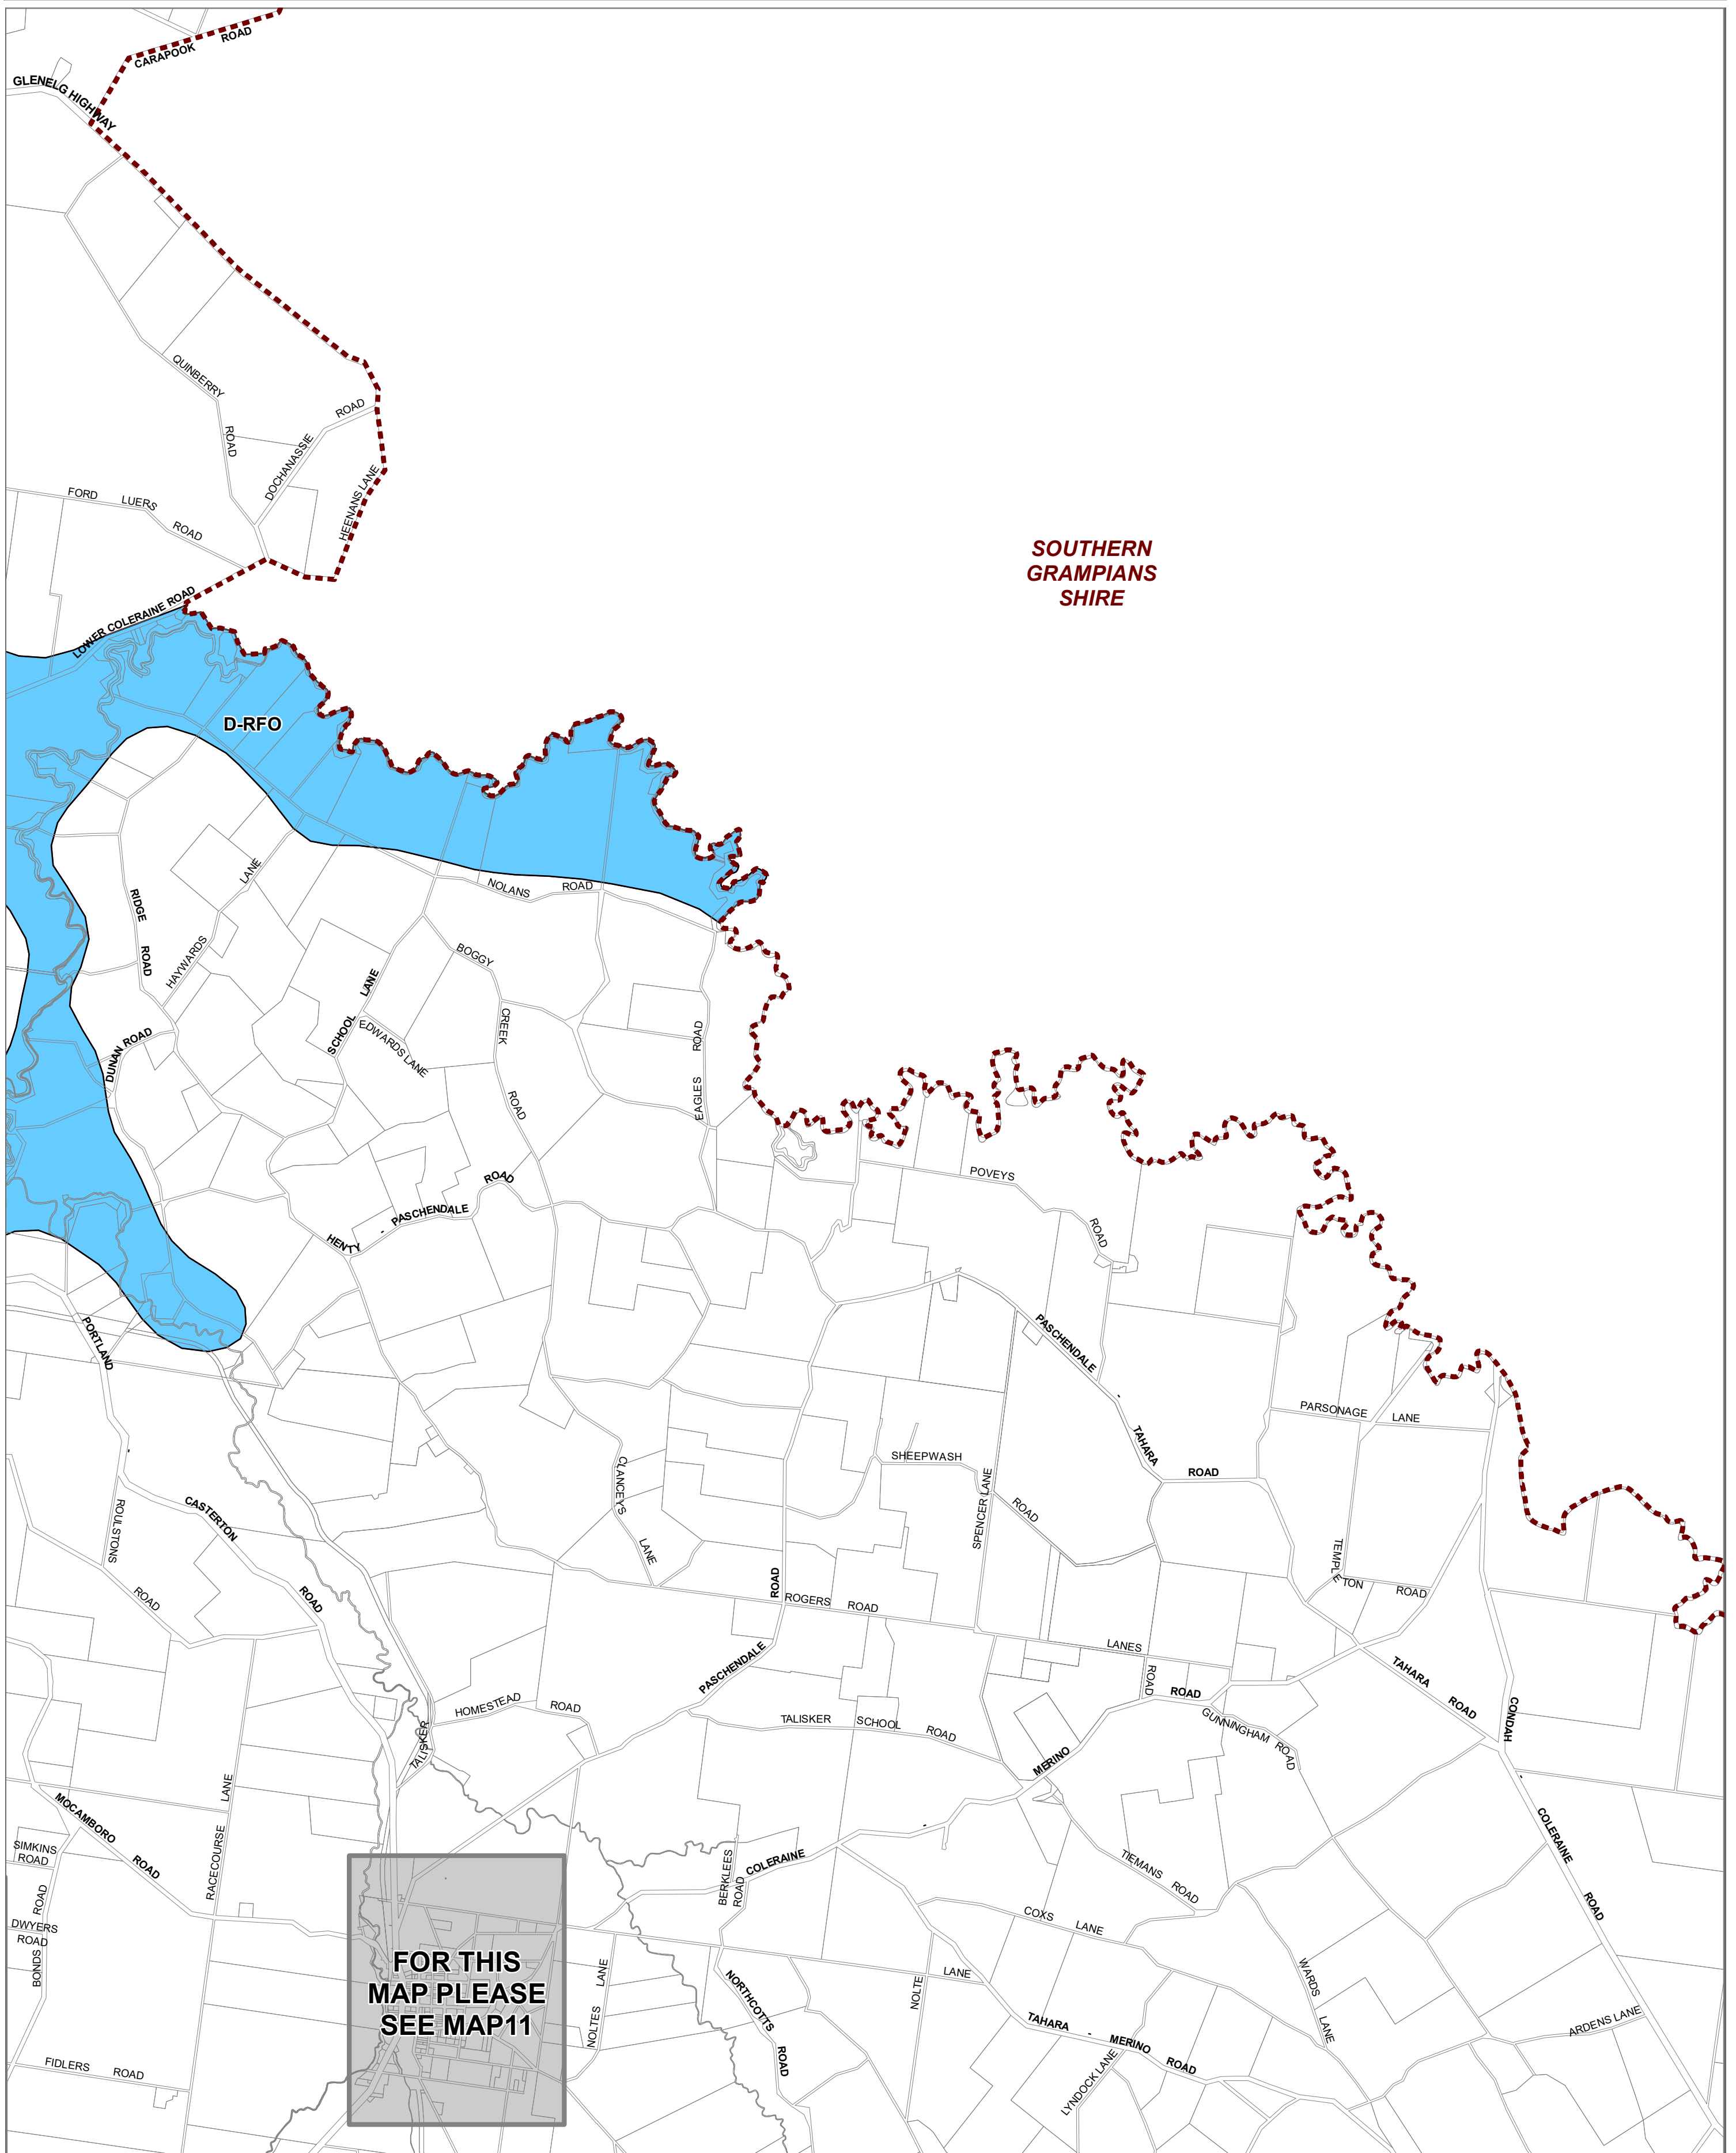 CARAPOOK ROAD
GLENELG HIGHWAY
QUINBERRY
ROAD
DOCHANASSIE ROAD
HEENANS LANE
FORD LUERS
ROAD
SOUTHERN
GRAMPIANS
SHIRE
LOWER COLERAINE ROAD
D-RFO
RIDGE
ROAD
LANE
HAYWARDS
NOLANS ROAD
BOGGY
CREEK
ROAD
SCHOOL LANE
EDWARDS LANE
DUNAN ROAD
EAGLES ROAD
POVEYS
ROAD
HENTY - PASCHENDALE ROAD
PORTLAND
-
CASTERTON
ROAD
PASCHENDALE
-
TAHARA
ROAD
PARSONAGE LANE
SHEEPWASH
ROAD
SPENCER LANE
CLANCEYS
LANE
ROULSTONS
ROAD
TEMPLETON ROAD
ROAD
PASCHENDALE
ROGERS ROAD
LANES
ROAD
ROAD
TAHARA
ROAD
CONDAH
-
COLERAINE
ROAD
HOMESTEAD ROAD
TALISKER
TALISKER SCHOOL ROAD
GUNNINGHAM ROAD
MERINO
-
COLERAINE
MOCAMBORO
ROAD
RACECOURSE LANE
SIMKINS
ROAD
BONDS ROAD
DWYERS
ROAD
BERKLEES
ROAD
TIEMANS
ROAD
COXS LANE
WARDS
LANE
FOR THIS
MAP PLEASE
SEE MAP11
NOLTES LANE
NORTHCOTTS
ROAD
NOLTE LANE
TAHARA - MERINO
ROAD
LYNDOCK LANE
ARDENS LANE
FIDLERS ROAD